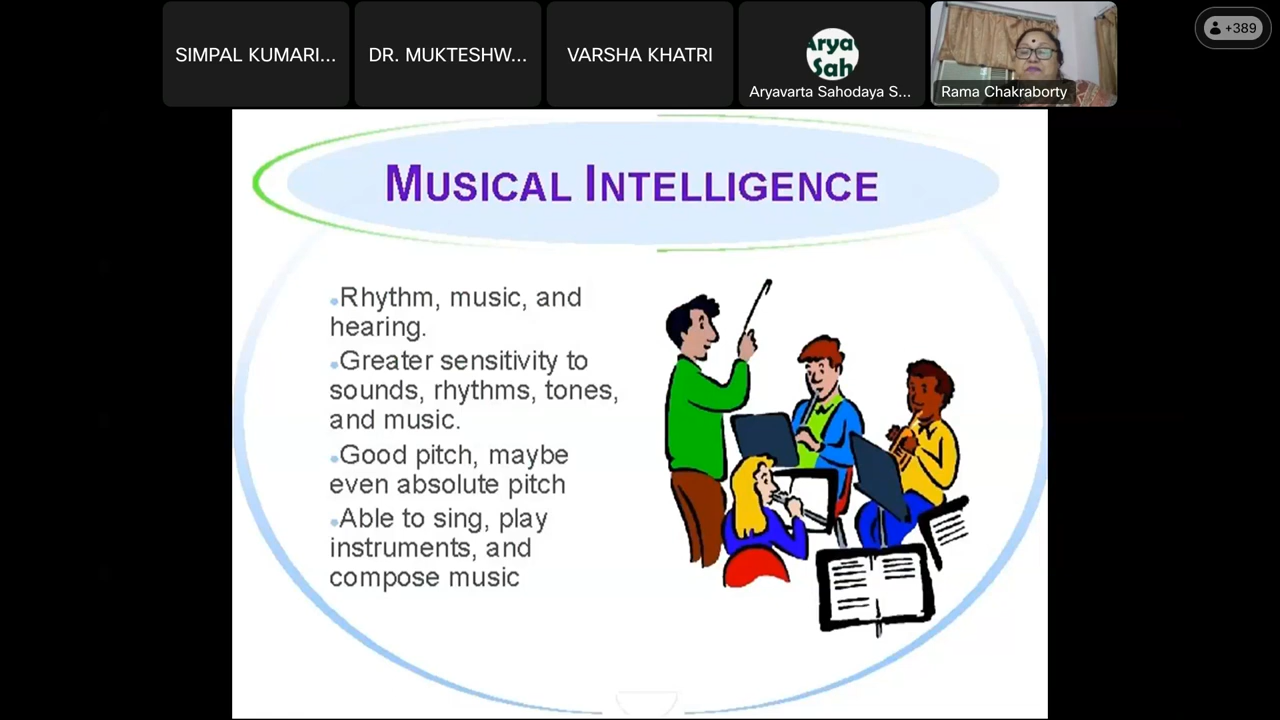 SIMPAL KUMARI...
DR. MUKTESHW...
VARSHA KHATRI
Arya
Sah
Aryavarta Sahodaya S...
Rama Chakraborty
+389
MUSICAL INTELLIGENCE
•Rhythm, music, and
hearing.
•Greater sensitivity to
sounds, rhythms, tones,
and music.
•Good pitch, maybe
even absolute pitch
•Able to sing, play
instruments, and
compose music